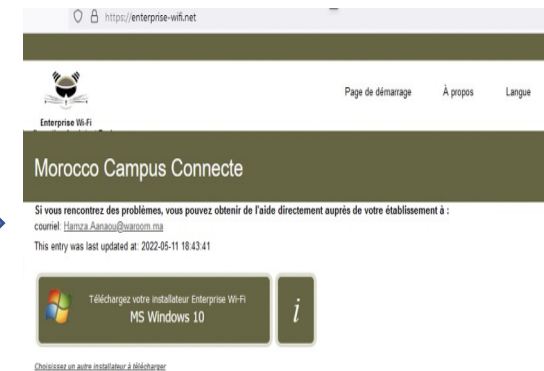 https://enterprise-wifi.net
Page de démarrage À propos Langue
Enterprise Wi-Fi
Morocco Campus Connecte
Si vous rencontrez des problèmes, vous pouvez obtenir de l'aide directement auprès de votre établissement à :
courriel: Hamza.Aanaou@waroom.ma
This entry was last updated at: 2022-05-11 18:43:41
Téléchargez votre installateur Enterprise Wi-Fi
MS Windows 10
i
Choisissez un autre installateur à télécharger